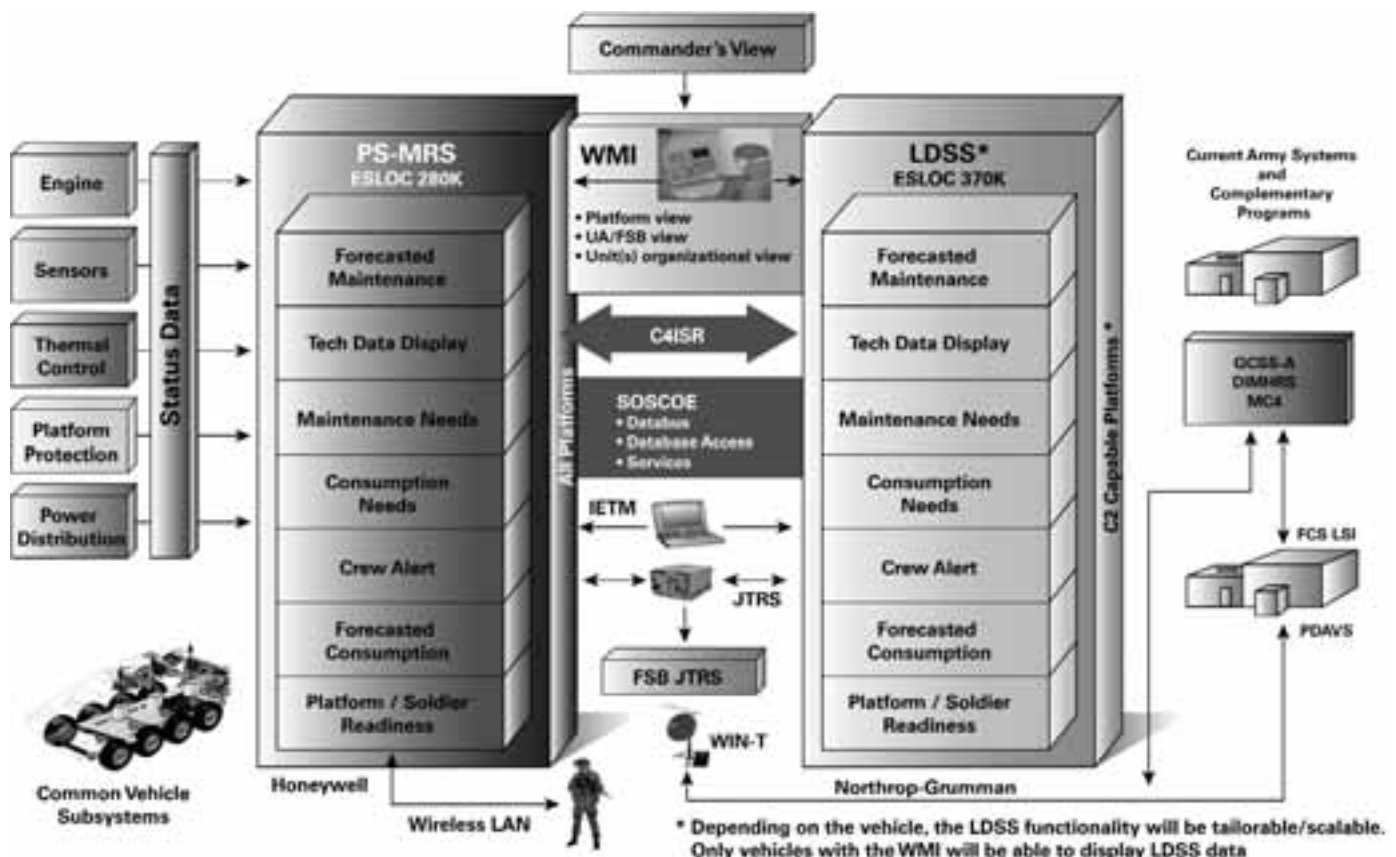 Commander's View
Engine
Sensors
Thermal
Control
Platform
Protection
Power
Distribution
Status Data
Common Vehicle
Subsystems
PS-MRS
ESLOC 280K
Forecasted
Maintenance
Tech Data Display
Maintenance Needs
Consumption
Needs
Crew Alert
Forecasted
Consumption
Platform / Soldier
Readiness
All Platforms
Honeywell
Wireless LAN
WMI
• Platform view
• UA/FSB view
• Unit(s) organizational view
C4ISR
SOSCOE
• Databus
• Database Access
• Services
IETM
JTRS
FSB JTRS
WIN-T
LDSS*
ESLOC 370K
Forecasted
Maintenance
Tech Data Display
Maintenance Needs
Consumption
Needs
Crew Alert
Forecasted
Consumption
Platform / Soldier
Readiness
C2 Capable Platforms *
Northrop-Grumman
Current Army Systems
and
Complementary
Programs
GCSS-A
DIMHRS
MC4
FCS LSI
PDAVS
* Depending on the vehicle, the LDSS functionality will be tailorable/scalable.
Only vehicles with the WMI will be able to display LDSS data